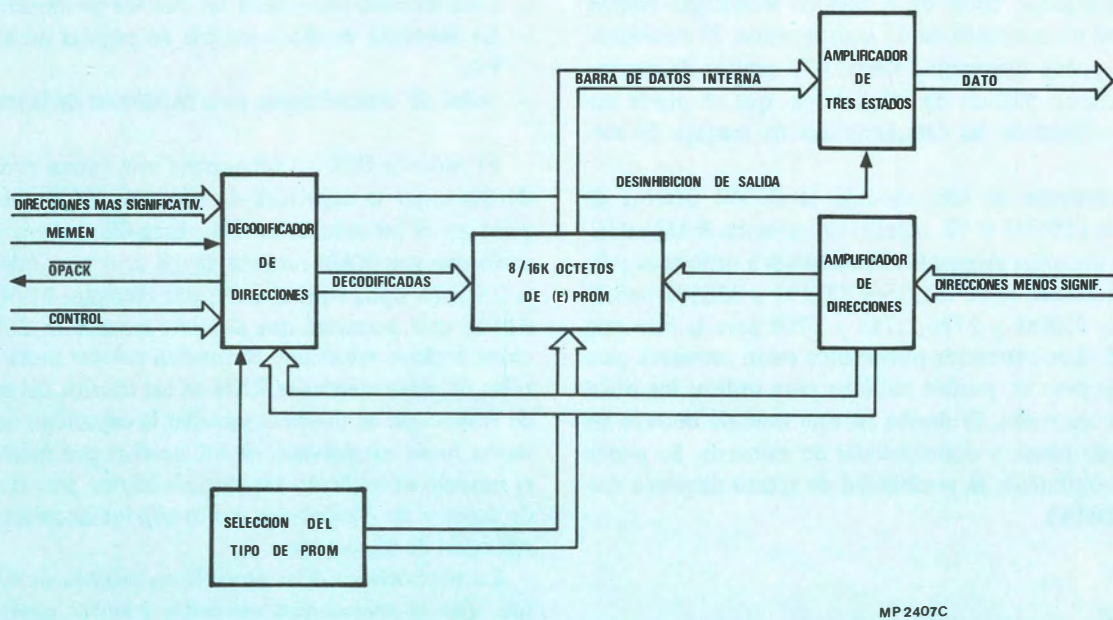 AMPLIFICADOR
DE
TRES ESTADOS
BARRA DE DATOS INTERNA
DATO
DESINHIBICION DE SALIDA
DIRECCIONES MAS SIGNIFICATIV.
MEMEN
OPACK
CONTROL
DECODIFICADOR
DE
DIRECCIONES
DECODIFICADAS
8/16K OCTETOS
DE (E) PROM
AMPLIFICADOR
DE
DIRECCIONES
DIRECCIONES MENOS SIGNIF.
SELECCION DEL
TIPO DE PROM
MP 2407C